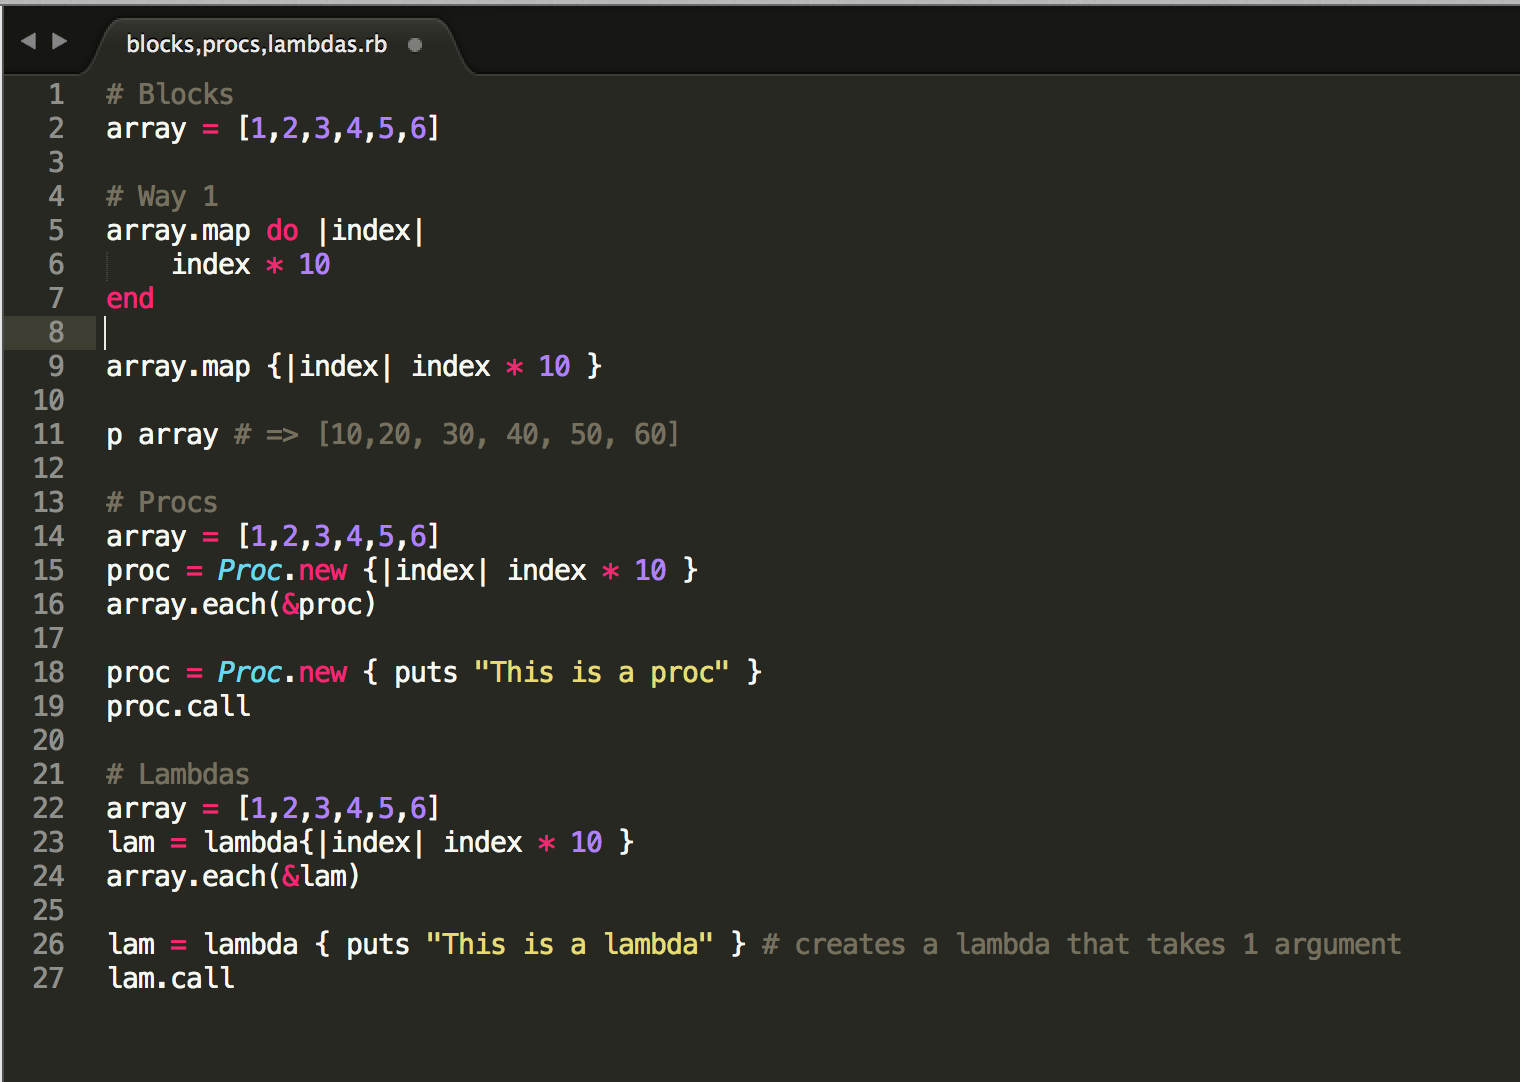 blocks,procs,lambdas.rb
1 # Blocks
2 array = [1,2,3,4,5,6]
3
4 # Way 1
5 array.map do |index|
6     index * 10
7 end
8
9 array.map {|index| index * 10 }
10
11 p array # => [10,20, 30, 40, 50, 60]
12
13 # Procs
14 array = [1,2,3,4,5,6]
15 proc = Proc.new {|index| index * 10 }
16 array.each(&proc)
17
18 proc = Proc.new { puts "This is a proc" }
19 proc.call
20
21 # Lambdas
22 array = [1,2,3,4,5,6]
23 lam = lambda{|index| index * 10 }
24 array.each(&lam)
25
26 lam = lambda { puts "This is a lambda" } # creates a lambda that takes 1 argument
27 lam.call